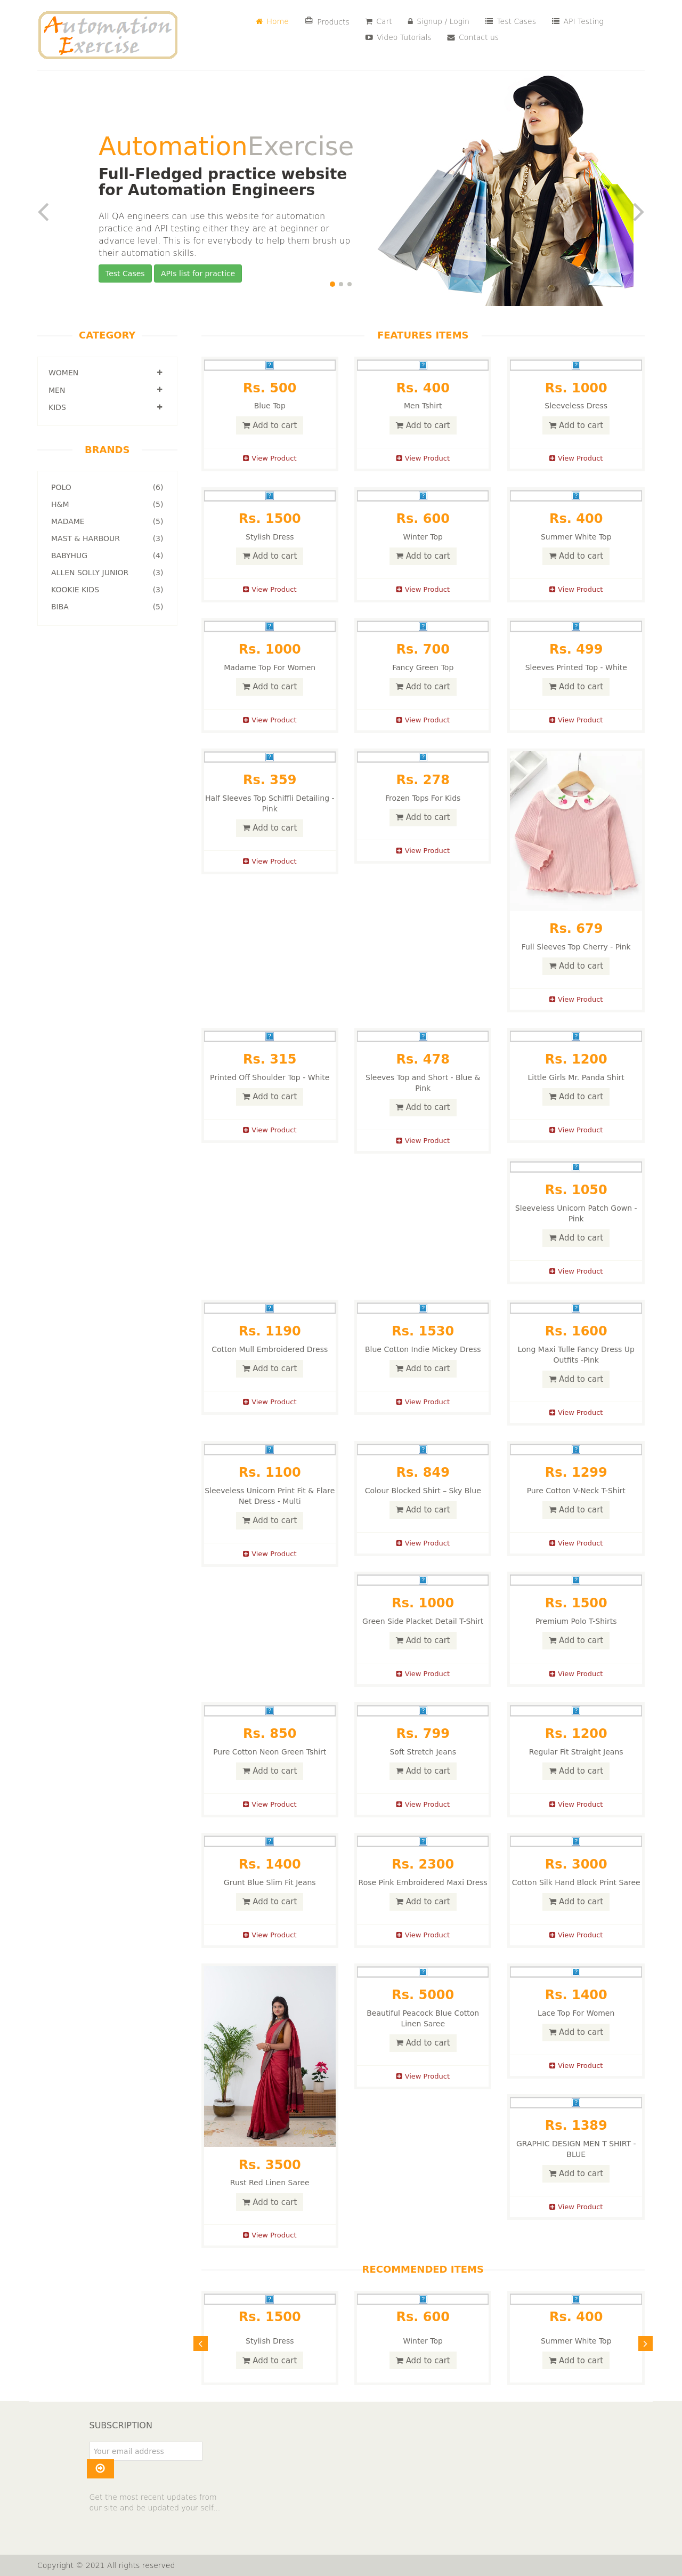 Automation
Exercise
Home
Products
Cart
Signup / Login
Test Cases
API Testing
Video Tutorials
Contact us
AutomationExercise
Full-Fledged practice website
for Automation Engineers
All QA engineers can use this website for automation
practice and API testing either they are at beginner or
advance level. This is for everybody to help them brush up
their automation skills.
Test Cases
APIs list for practice
CATEGORY
WOMEN
MEN
KIDS
BRANDS
POLO (6)
H&M (5)
MADAME (5)
MAST & HARBOUR (3)
BABYHUG (4)
ALLEN SOLLY JUNIOR (3)
KOOKIE KIDS (3)
BIBA (5)
FEATURES ITEMS
Rs. 500
Blue Top
Add to cart
View Product
Rs. 400
Men Tshirt
Add to cart
View Product
Rs. 1000
Sleeveless Dress
Add to cart
View Product
Rs. 1500
Stylish Dress
Add to cart
View Product
Rs. 600
Winter Top
Add to cart
View Product
Rs. 400
Summer White Top
Add to cart
View Product
Rs. 1000
Madame Top For Women
Add to cart
View Product
Rs. 700
Fancy Green Top
Add to cart
View Product
Rs. 499
Sleeves Printed Top - White
Add to cart
View Product
Rs. 359
Half Sleeves Top Schiffli Detailing -
Pink
Add to cart
View Product
Rs. 278
Frozen Tops For Kids
Add to cart
View Product
Rs. 679
Full Sleeves Top Cherry - Pink
Add to cart
View Product
Rs. 315
Printed Off Shoulder Top - White
Add to cart
View Product
Rs. 478
Sleeves Top and Short - Blue &
Pink
Add to cart
View Product
Rs. 1200
Little Girls Mr. Panda Shirt
Add to cart
View Product
Rs. 1050
Sleeveless Unicorn Patch Gown -
Pink
Add to cart
View Product
Rs. 1190
Cotton Mull Embroidered Dress
Add to cart
View Product
Rs. 1530
Blue Cotton Indie Mickey Dress
Add to cart
View Product
Rs. 1600
Long Maxi Tulle Fancy Dress Up
Outfits -Pink
Add to cart
View Product
Rs. 1100
Sleeveless Unicorn Print Fit & Flare
Net Dress - Multi
Add to cart
View Product
Rs. 849
Colour Blocked Shirt – Sky Blue
Add to cart
View Product
Rs. 1299
Pure Cotton V-Neck T-Shirt
Add to cart
View Product
Rs. 1000
Green Side Placket Detail T-Shirt
Add to cart
View Product
Rs. 1500
Premium Polo T-Shirts
Add to cart
View Product
Rs. 850
Pure Cotton Neon Green Tshirt
Add to cart
View Product
Rs. 799
Soft Stretch Jeans
Add to cart
View Product
Rs. 1200
Regular Fit Straight Jeans
Add to cart
View Product
Rs. 1400
Grunt Blue Slim Fit Jeans
Add to cart
View Product
Rs. 2300
Rose Pink Embroidered Maxi Dress
Add to cart
View Product
Rs. 3000
Cotton Silk Hand Block Print Saree
Add to cart
View Product
Rs. 3500
Rust Red Linen Saree
Add to cart
View Product
Rs. 5000
Beautiful Peacock Blue Cotton
Linen Saree
Add to cart
View Product
Rs. 1400
Lace Top For Women
Add to cart
View Product
Rs. 1389
GRAPHIC DESIGN MEN T SHIRT -
BLUE
Add to cart
View Product
RECOMMENDED ITEMS
Rs. 1500
Stylish Dress
Add to cart
Rs. 600
Winter Top
Add to cart
Rs. 400
Summer White Top
Add to cart
SUBSCRIPTION
Your email address
Get the most recent updates from
our site and be updated your self...
Copyright © 2021 All rights reserved